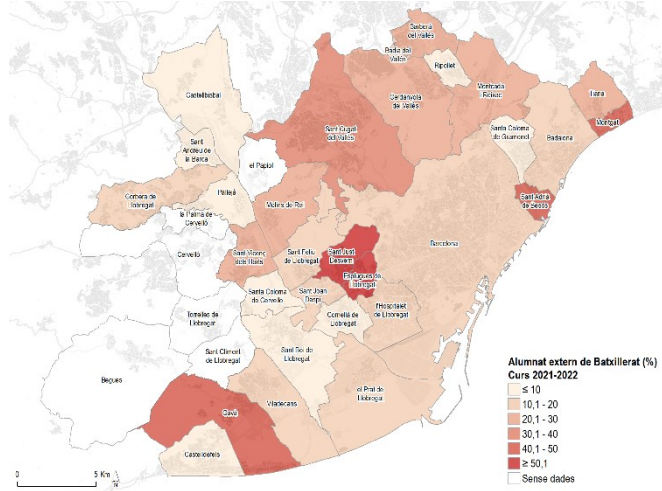 Barberà
del Vallès
Badia del
Vallès
Ripollet
Castellbisbal
Cerdanyola
del Vallès
Montcada
i Reixac
Tiana
Montgat
Sant Cugat
del Vallès
Santa Coloma
de Gramenet
Badalona
Sant
Andreu de
la Barca
el Papiol
Sant Adrià
de Besòs
Corbera de
Llobregat
Pallejà
Molins de Rei
la Palma de
Cervelló
Barcelona
Cervelló
Sant Vicenç
dels Horts
Sant Feliu
de Llobregat
Sant Just
Desvern
Esplugues de
Llobregat
Santa Coloma
de Cervelló
Sant Joan
Despí
l'Hospitalet
de Llobregat
Cornellà de
Llobregat
Torrelles de
Llobregat
Sant Climent
de Llobregat
Sant Boi de
Llobregat
Begues
el Prat de
Llobregat
Gavà
Viladecans
Castelldefels
Alumnat extern de Batxillerat (%)
Curs 2021-2022
≤ 10
10,1 - 20
20,1 - 30
30,1 - 40
40,1 - 50
≥ 50,1
Sense dades
0 5 Km